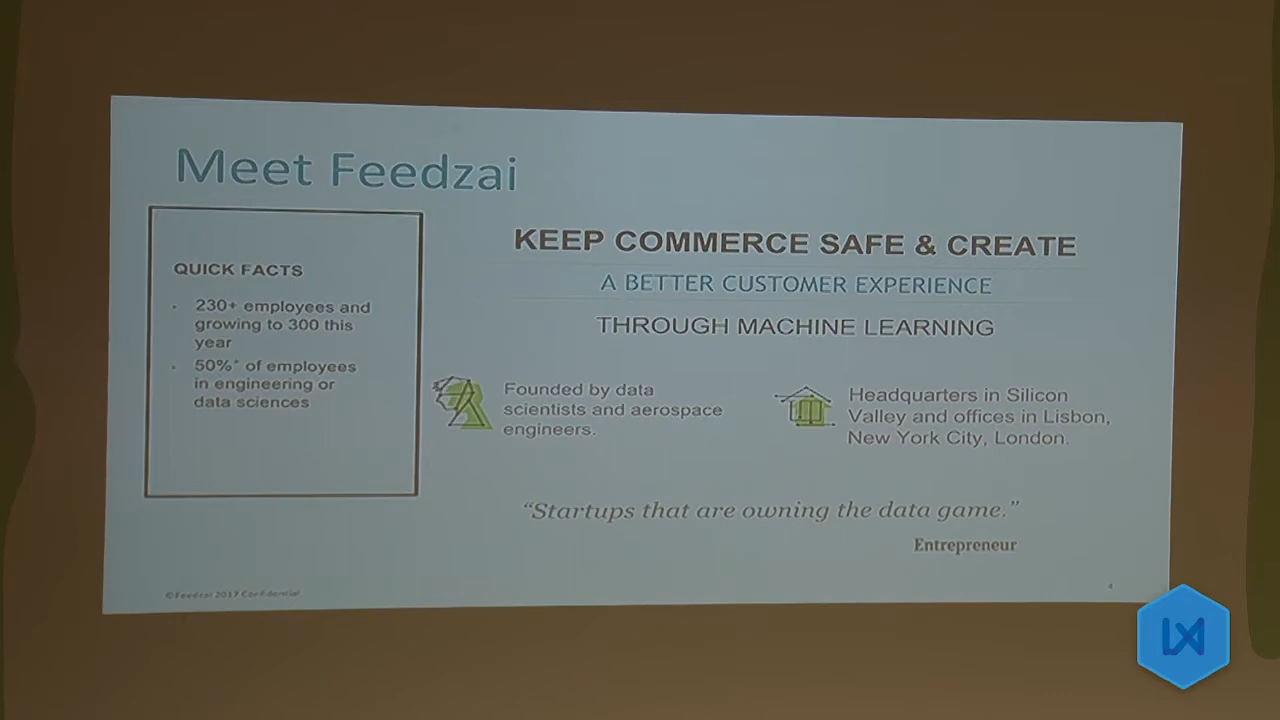 Meet Feedzai
QUICK FACTS
· 230+ employees and
growing to 300 this
year
· 50%* of employees
in engineering or
data sciences
KEEP COMMERCE SAFE & CREATE
A BETTER CUSTOMER EXPERIENCE
THROUGH MACHINE LEARNING
Founded by data
scientists and aerospace
engineers.
Headquarters in Silicon
Valley and offices in Lisbon,
New York City, London.
“Startups that are owning the data game.”
Entrepreneur
©Feedzai 2017 Confidential
4
LX